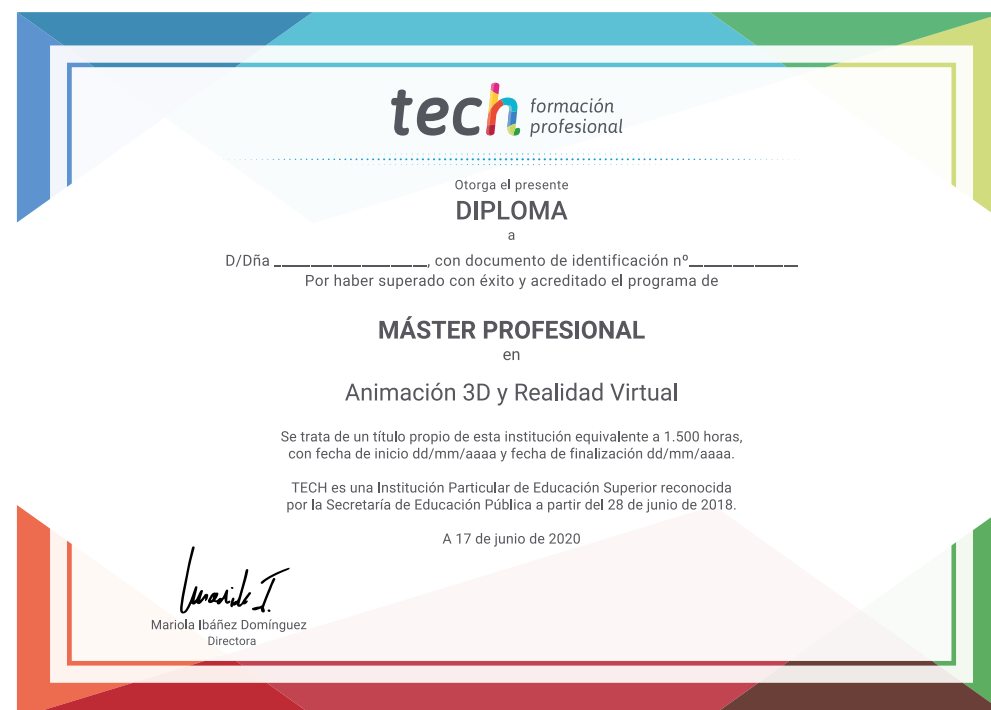 tech formación
profesional
Otorga el presente
DIPLOMA
a
D/Dña ____________________, con documento de identificación nº______________
Por haber superado con éxito y acreditado el programa de
MÁSTER PROFESIONAL
en
Animación 3D y Realidad Virtual
Se trata de un título propio de esta institución equivalente a 1.500 horas,
con fecha de inicio dd/mm/aaaa y fecha de finalización dd/mm/aaaa.
TECH es una Institución Particular de Educación Superior reconocida
por la Secretaría de Educación Pública a partir del 28 de junio de 2018.
A 17 de junio de 2020
Mariola Ibáñez Domínguez
Directora